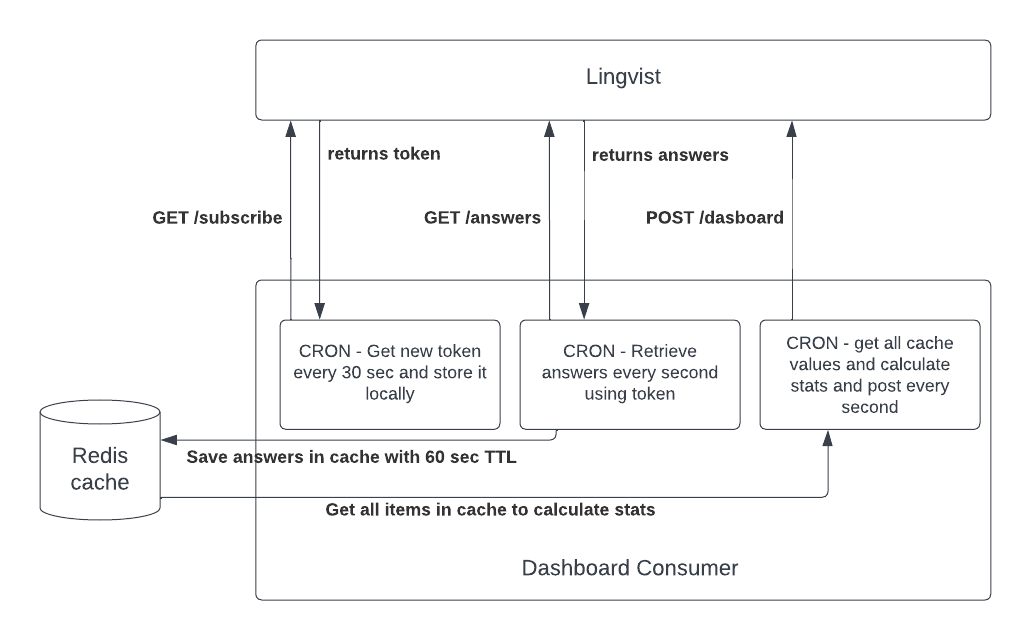 Lingvist
returns token
returns answers
GET /subscribe
GET /answers
POST /dasboard
CRON - Get new token
every 30 sec and store it
locally
CRON - Retrieve
answers every second
using token
CRON - get all cache
values and calculate
stats and post every
second
Redis
cache
Save answers in cache with 60 sec TTL
Get all items in cache to calculate stats
Dashboard Consumer